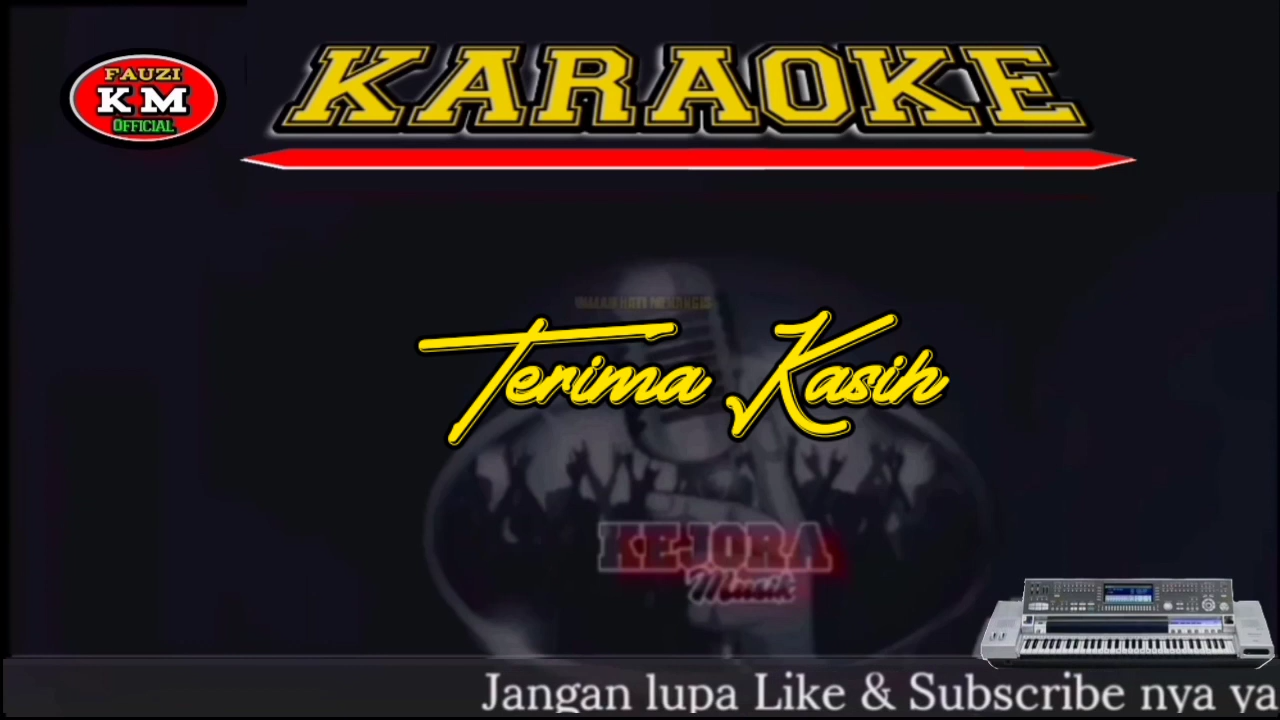 FAUZI
KM
OFFICIAL
KARAOKE
Terima Kasih
KEJORA
Musik
Jangan lupa Like & Subscribe nya ya